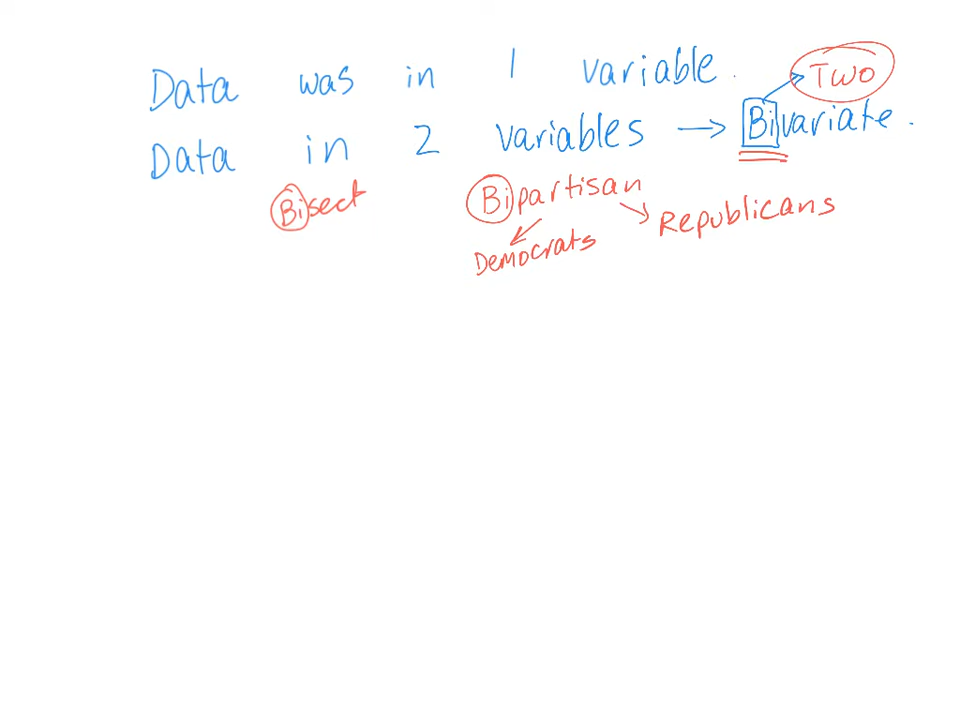 Data was in 1 variable.
Two
Data in 2 variables → Bivariate.
Bisect Bipartisan
Democrats Republicans